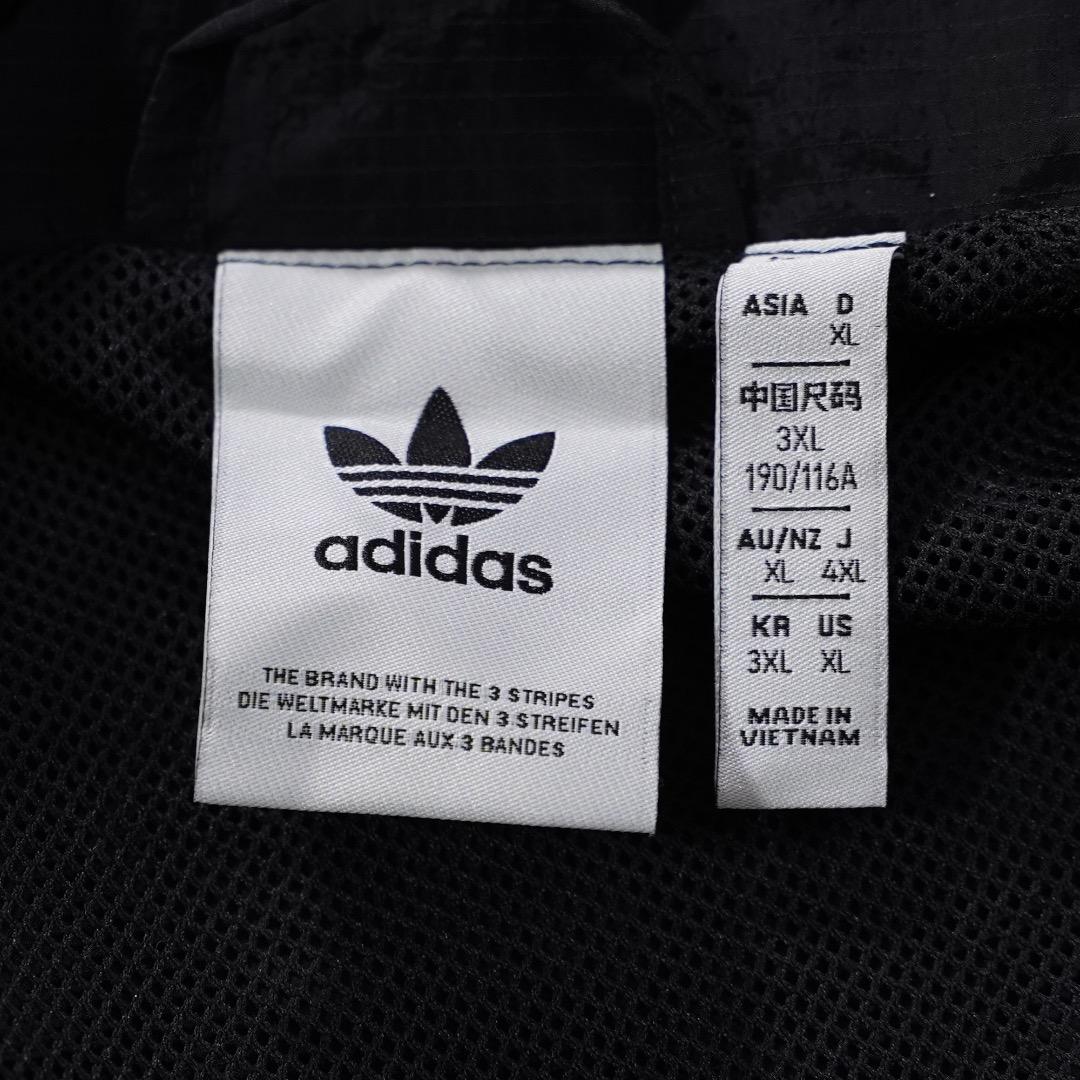 adidas
THE BRAND WITH THE 3 STRIPES
DIE WELTMARKE MIT DEN 3 STREIFEN
LA MARQUE AUX 3 BANDES
ASIA D
XL
中国尺码
3XL
190/116A
AU/NZ J
XL 4XL
KR US
3XL XL
MADE IN
VIETNAM